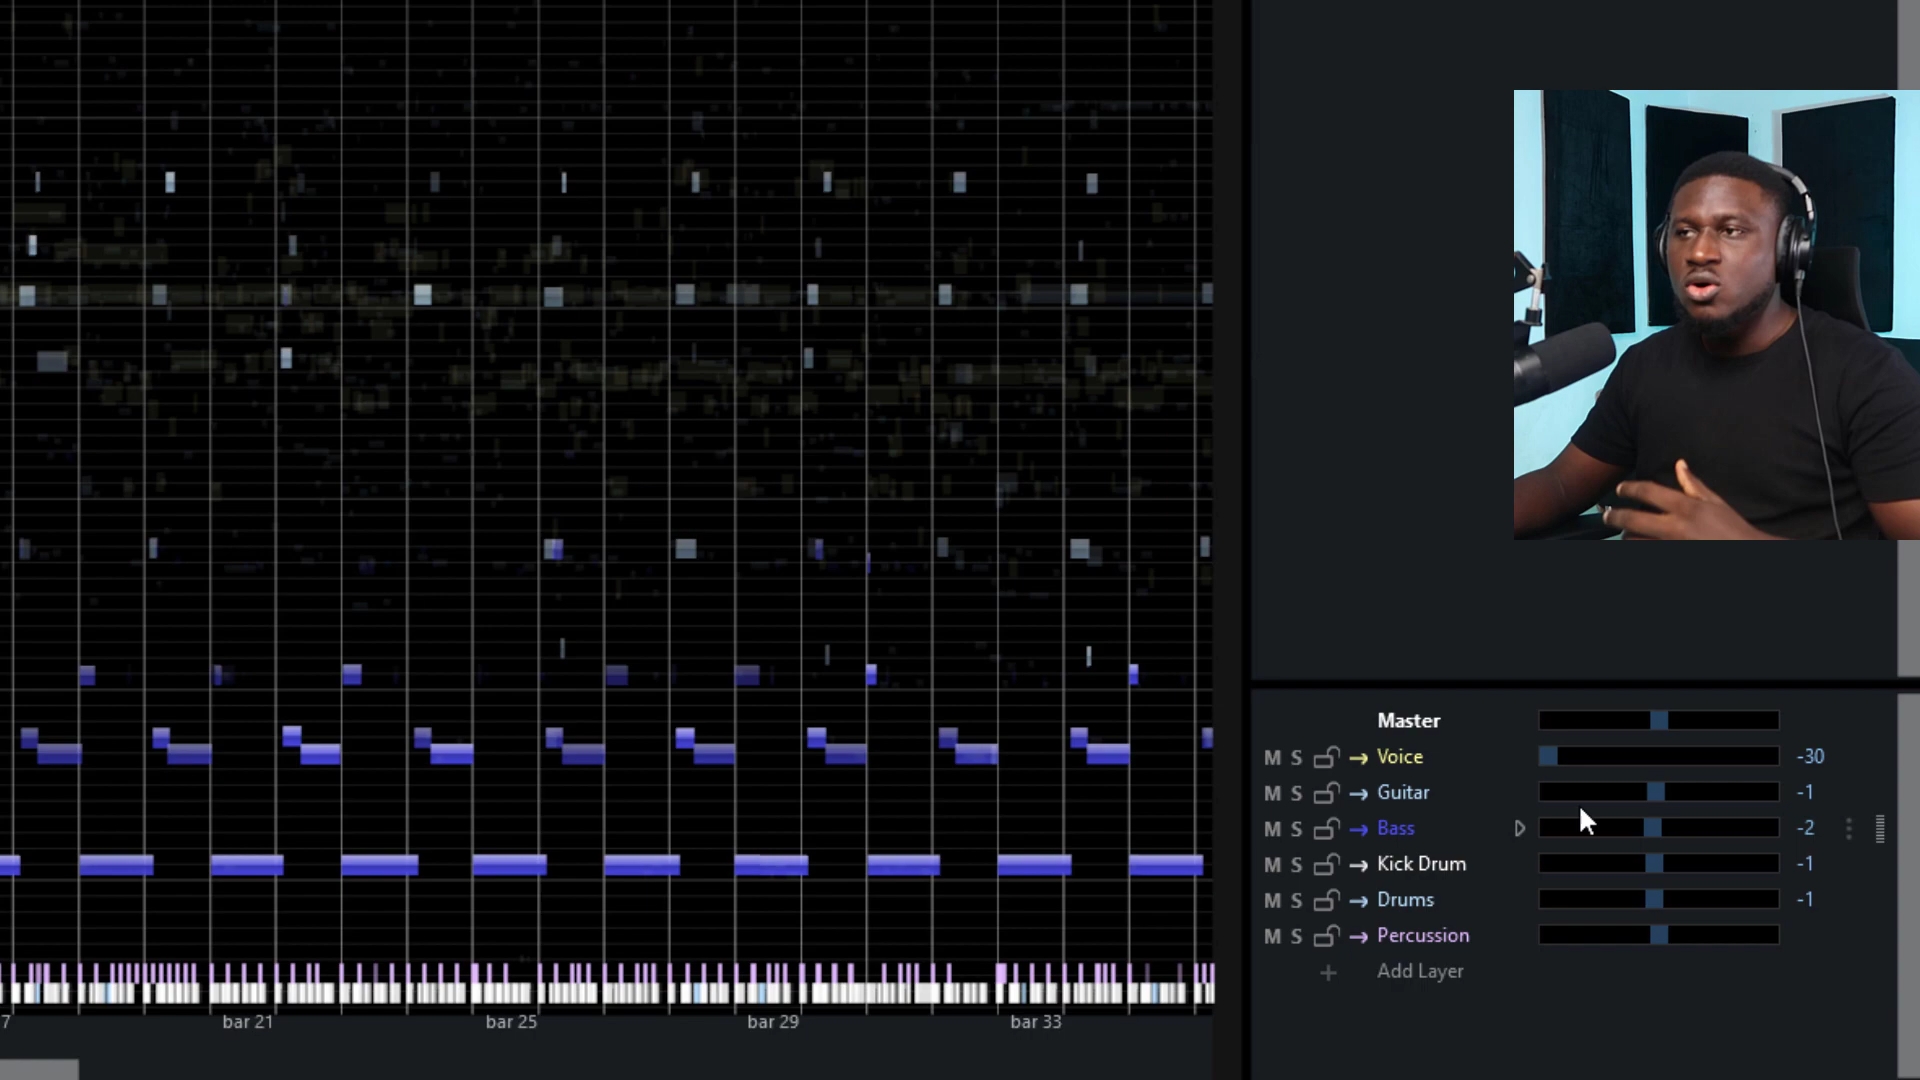 Master
M S → Voice -30
M S → Guitar -1
M S → Bass -2
M S → Kick Drum -1
M S → Drums -1
M S → Percussion
+ Add Layer
7 bar 21 bar 25 bar 29 bar 33